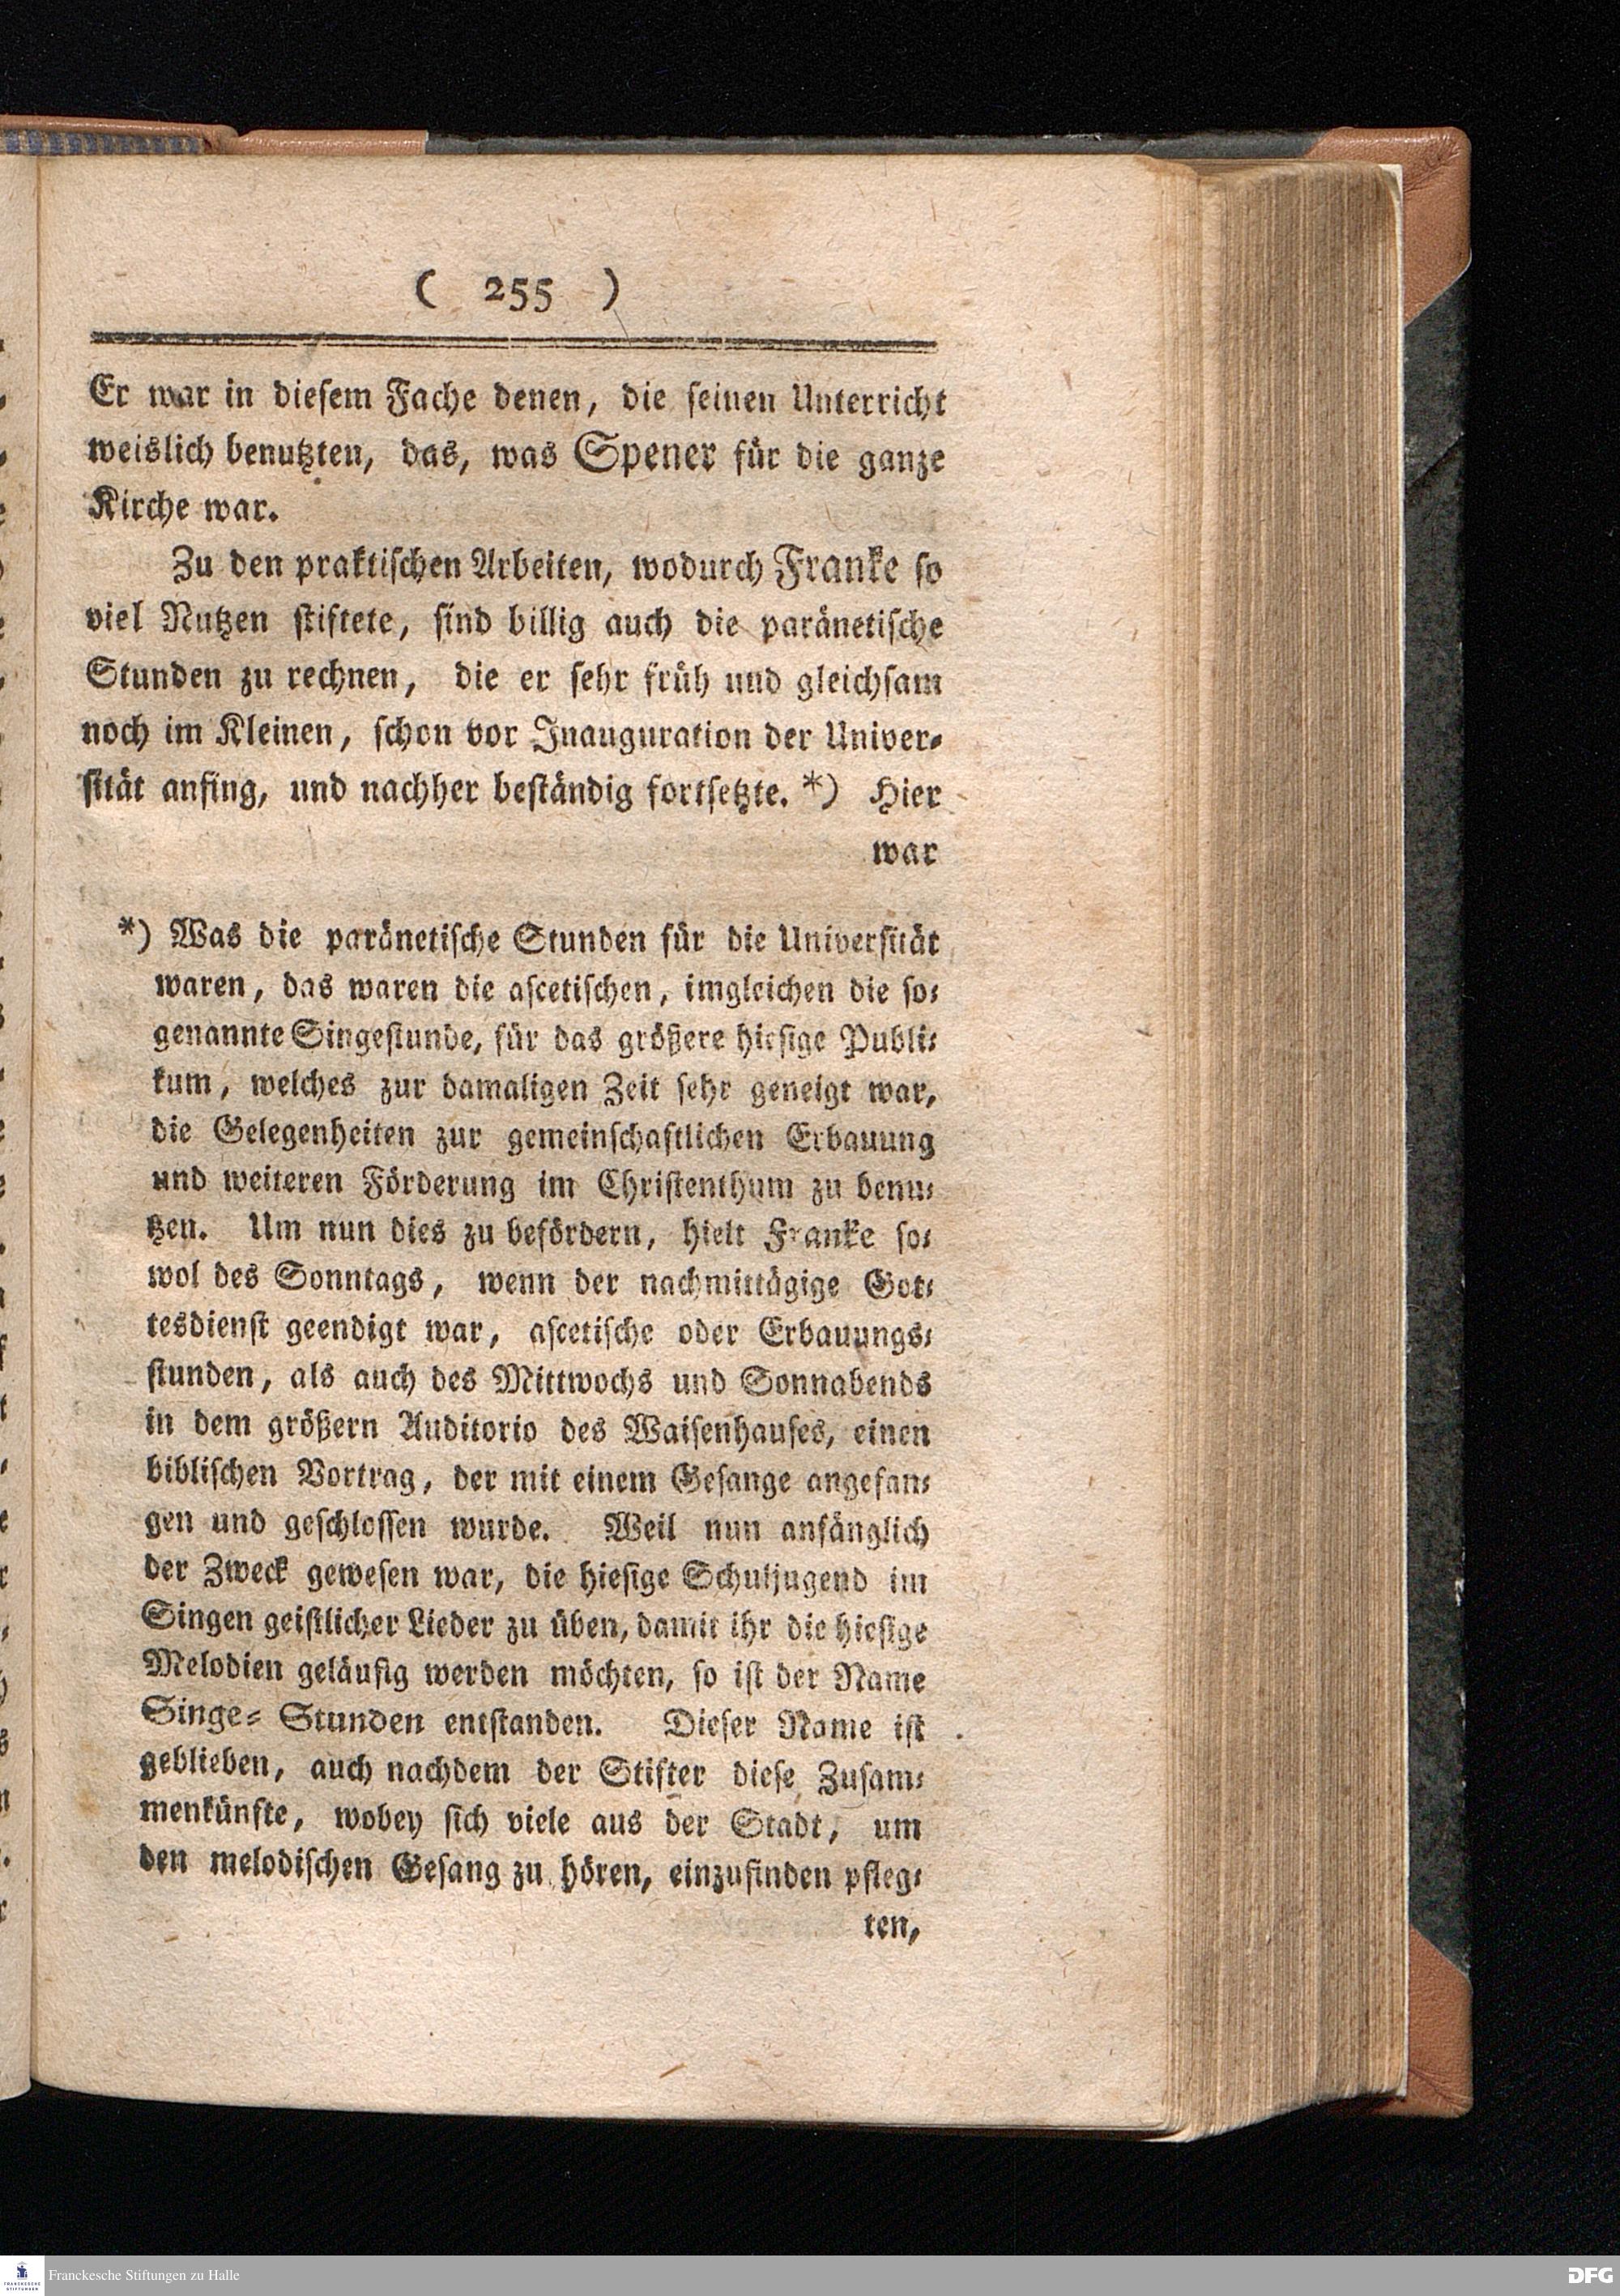 ( 255 )
Er war in dieſem Fache denen, die ſeinen Unterricht
weislich benutzten, das, was Spener für die ganze
Kirche war.
Zu den praktiſchen Arbeiten, wodurch Franke ſo
viel Nutzen ſtiftete, ſind billig auch die paränetiſche
Stunden zu rechnen, die er ſehr früh und gleichſam
noch im Kleinen, ſchon vor Inauguration der Univer⸗
ſität anfing, und nachher beſtändig fortſetzte. *) Hier
war
*) Was die paränetiſche Stunden für die Univerſität
waren, das waren die aſcetiſchen, imgleichen die ſo⸗
genannte Singeſtunde, für das größere hieſige Publi⸗
kum, welches zur damaligen Zeit ſehr geneigt war,
die Gelegenheiten zur gemeinſchaftlichen Erbauung
und weiteren Förderung im Chriſtenthum zu benu⸗
tzen. Um nun dies zu befördern, hielt Franke ſo⸗
wol des Sonntags, wenn der nachmittägige Got⸗
tesdienſt geendigt war, aſcetiſche oder Erbauungs⸗
ſtunden, als auch des Mittwochs und Sonnabends
in dem größern Auditorio des Waiſenhauſes, einen
bibliſchen Vortrag, der mit einem Geſange angefan⸗
gen und geſchloſſen wurde. Weil nun anfänglich
der Zweck geweſen war, die hieſige Schuljugend im
Singen geiſtlicher Lieder zu üben, damit ihr die hieſige
Melodien geläufig werden möchten, ſo iſt der Name
Singe⸗ Stunden entſtanden. Dieſer Name iſt
geblieben, auch nachdem der Stifter dieſe Zuſam⸗
menkünfte, wobey ſich viele aus der Stadt, um
den melodiſchen Geſang zu hören, einzufinden pfleg⸗
ten,
FRANCKESCHE
STIFTUNGEN
Franckesche Stiftungen zu Halle
DFG